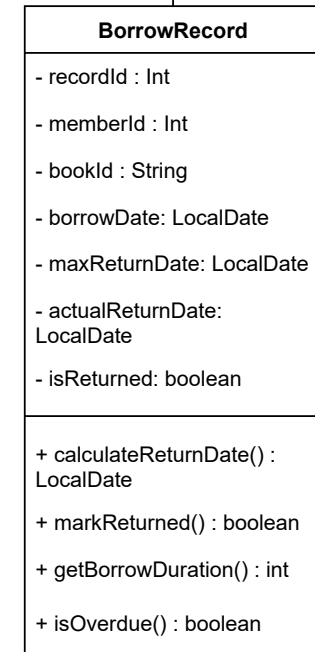 BorrowRecord
- recordId : Int
- memberId : Int
- bookId : String
- borrowDate: LocalDate
- maxReturnDate: LocalDate
- actualReturnDate:
LocalDate
- isReturned: boolean
+ calculateReturnDate() :
LocalDate
+ markReturned() : boolean
+ getBorrowDuration() : int
+ isOverdue() : boolean